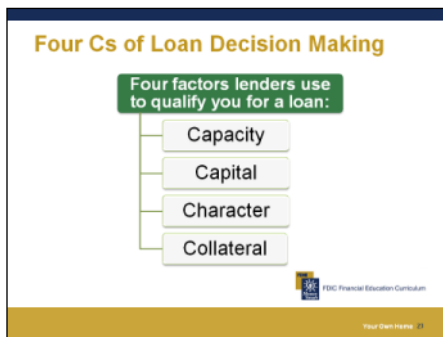 Four Cs of Loan Decision Making
Four factors lenders use
to qualify you for a loan:
Capacity
Capital
Character
Collateral
FDIC Financial Education Curriculum
Your Own Home 21